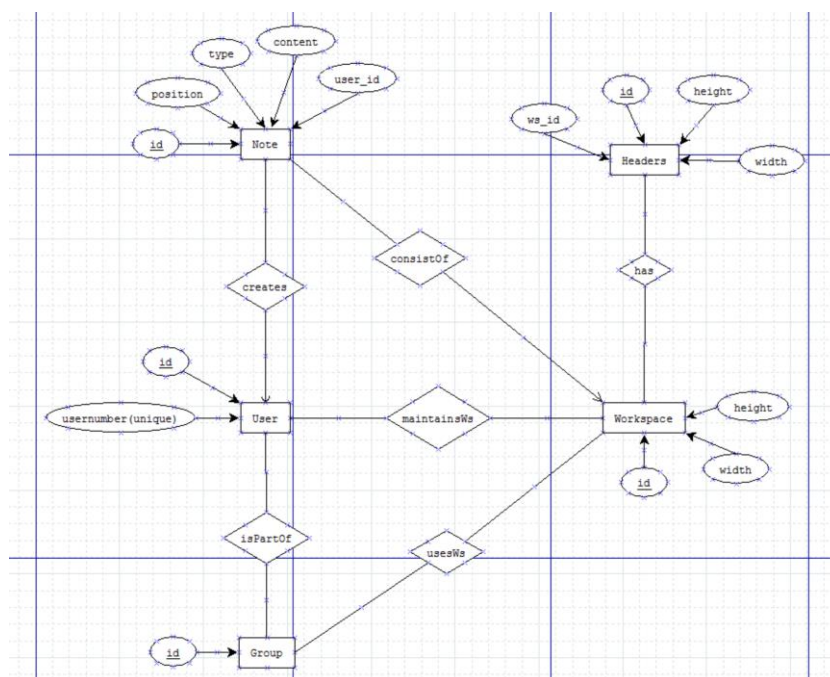 content
type
user_id
position
id
Note
id
height
ws_id
Headers
width
consistOf
has
creates
id
usernumber(unique)
User
maintainsWs
Workspace
height
width
id
isPartOf
usesWs
id
Group